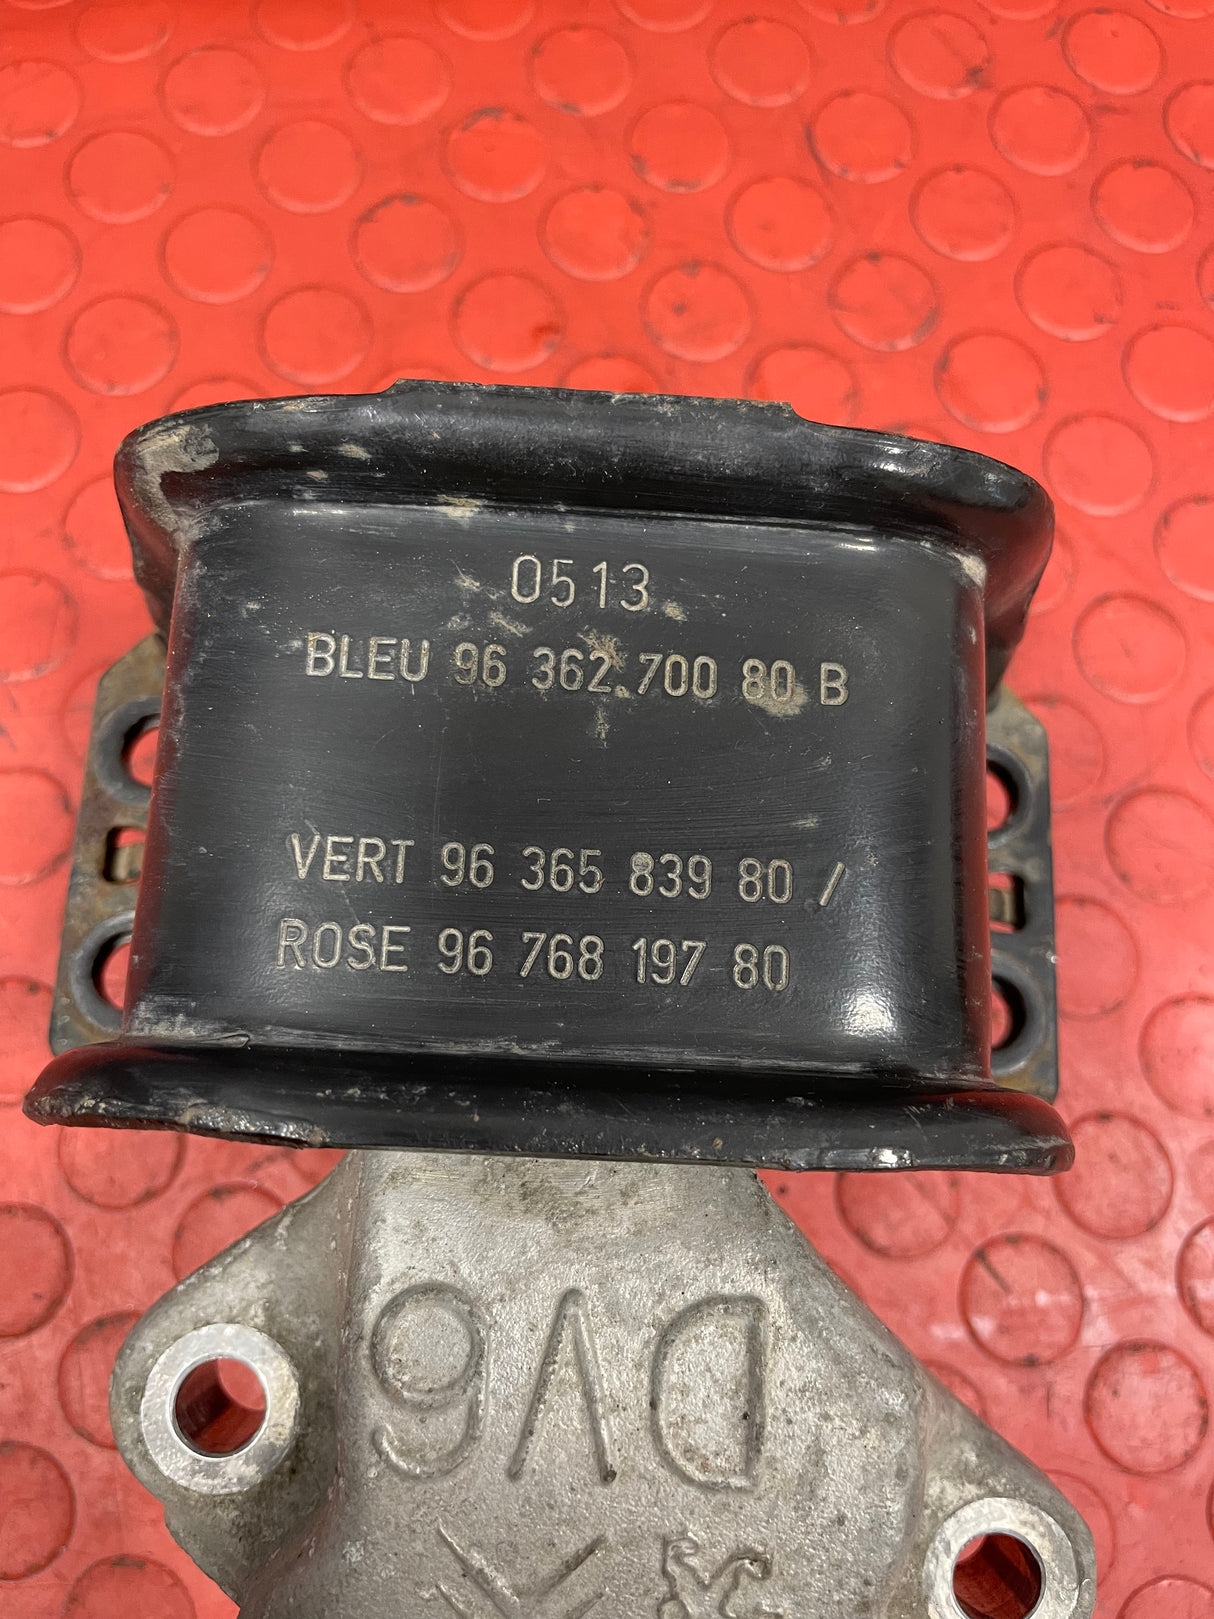 0513
BLEU 96 362 700 80 B
VERT 96 365 839 80 /
ROSE 96 768 197 80
DV6